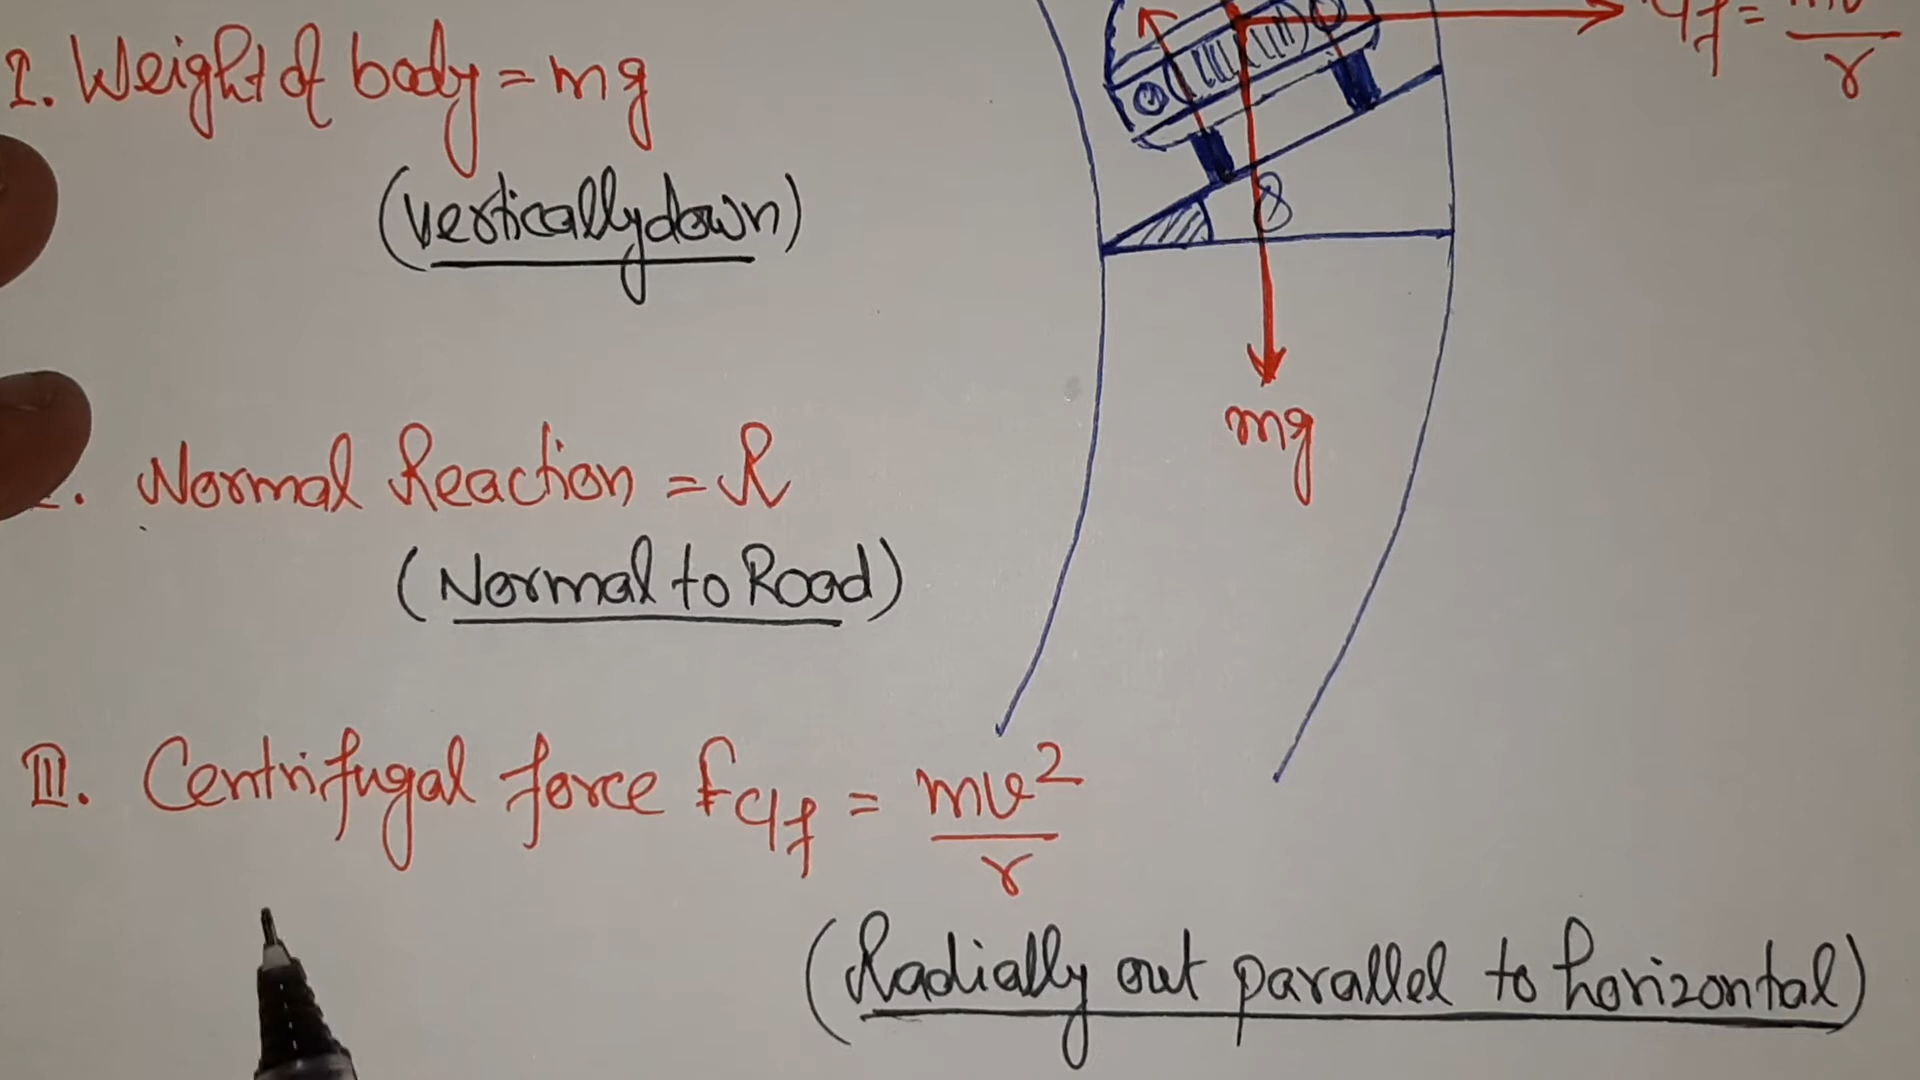 I. Weight of body = mg
(vertically down)
mg
. Normal Reaction = R
(Normal to Road)
III. Centrifugal force Fcf = mv²/r
(Radially out parallel to horizontal)